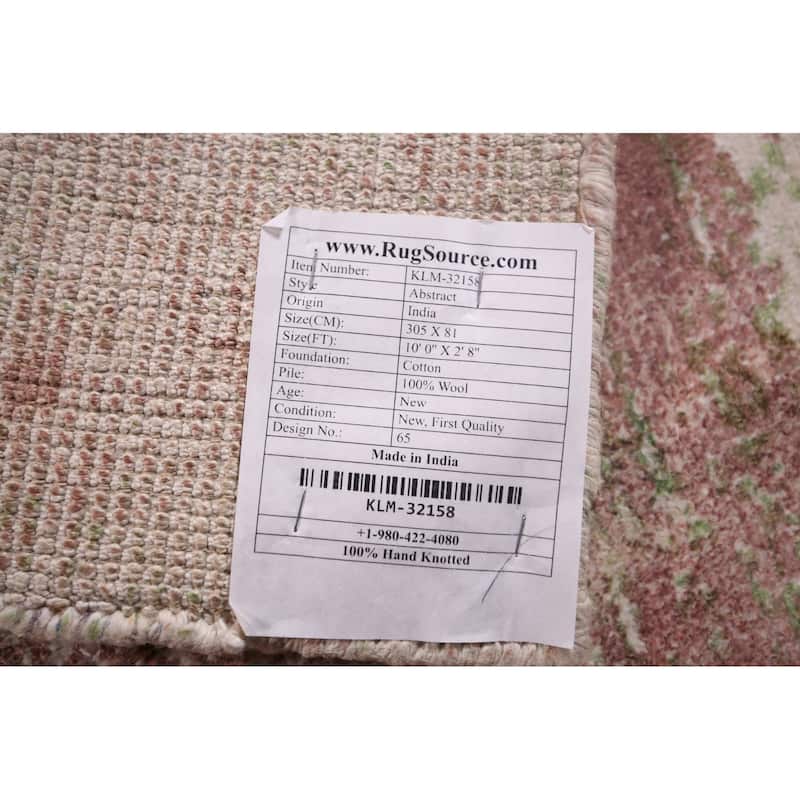 www.RugSource.com
Item Number: KLM-32158
Style Abstract
Origin India
Size(CM): 305 X 81
Size(FT): 10' 0" X 2' 8"
Foundation: Cotton
Pile: 100% Wool
Age: New
Condition: New, First Quality
Design No.: 65
Made in India
KLM-32158
+1-980-422-4080
100% Hand Knotted